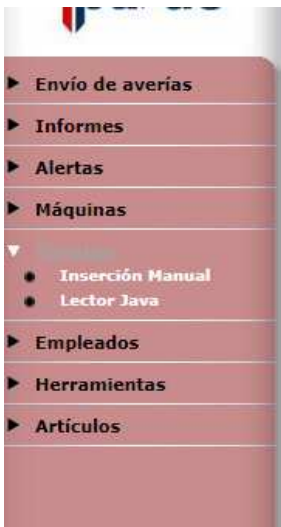 Envío de averías
Informes
Alertas
Máquinas
Inserción Manual
Lector Java
Empleados
Herramientas
Artículos